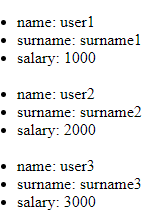 • name: user1
• surname: surname1
• salary: 1000
• name: user2
• surname: surname2
• salary: 2000
• name: user3
• surname: surname3
• salary: 3000